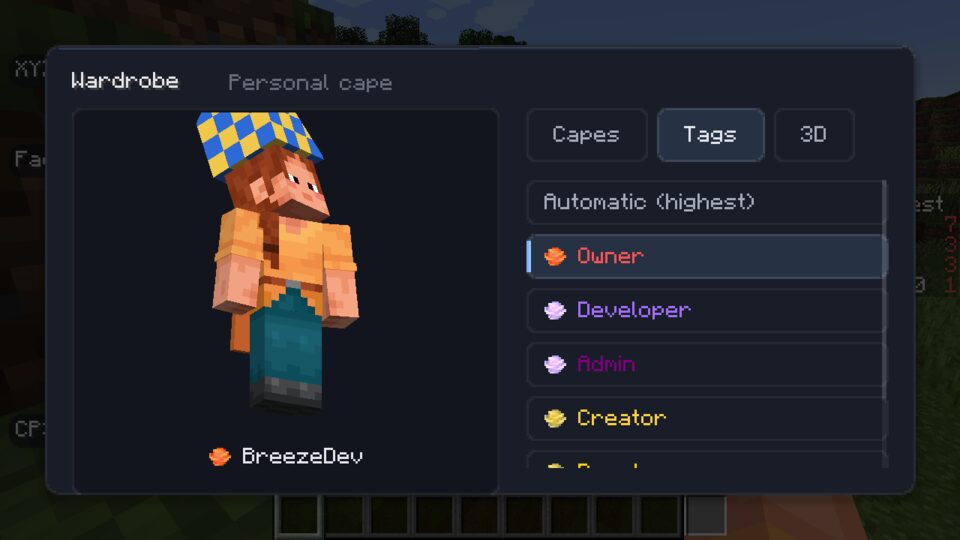 Wardrobe
Personal cape
Capes
Tags
3D
Automatic (highest)
Owner
Developer
Admin
Creator
BreezeDev